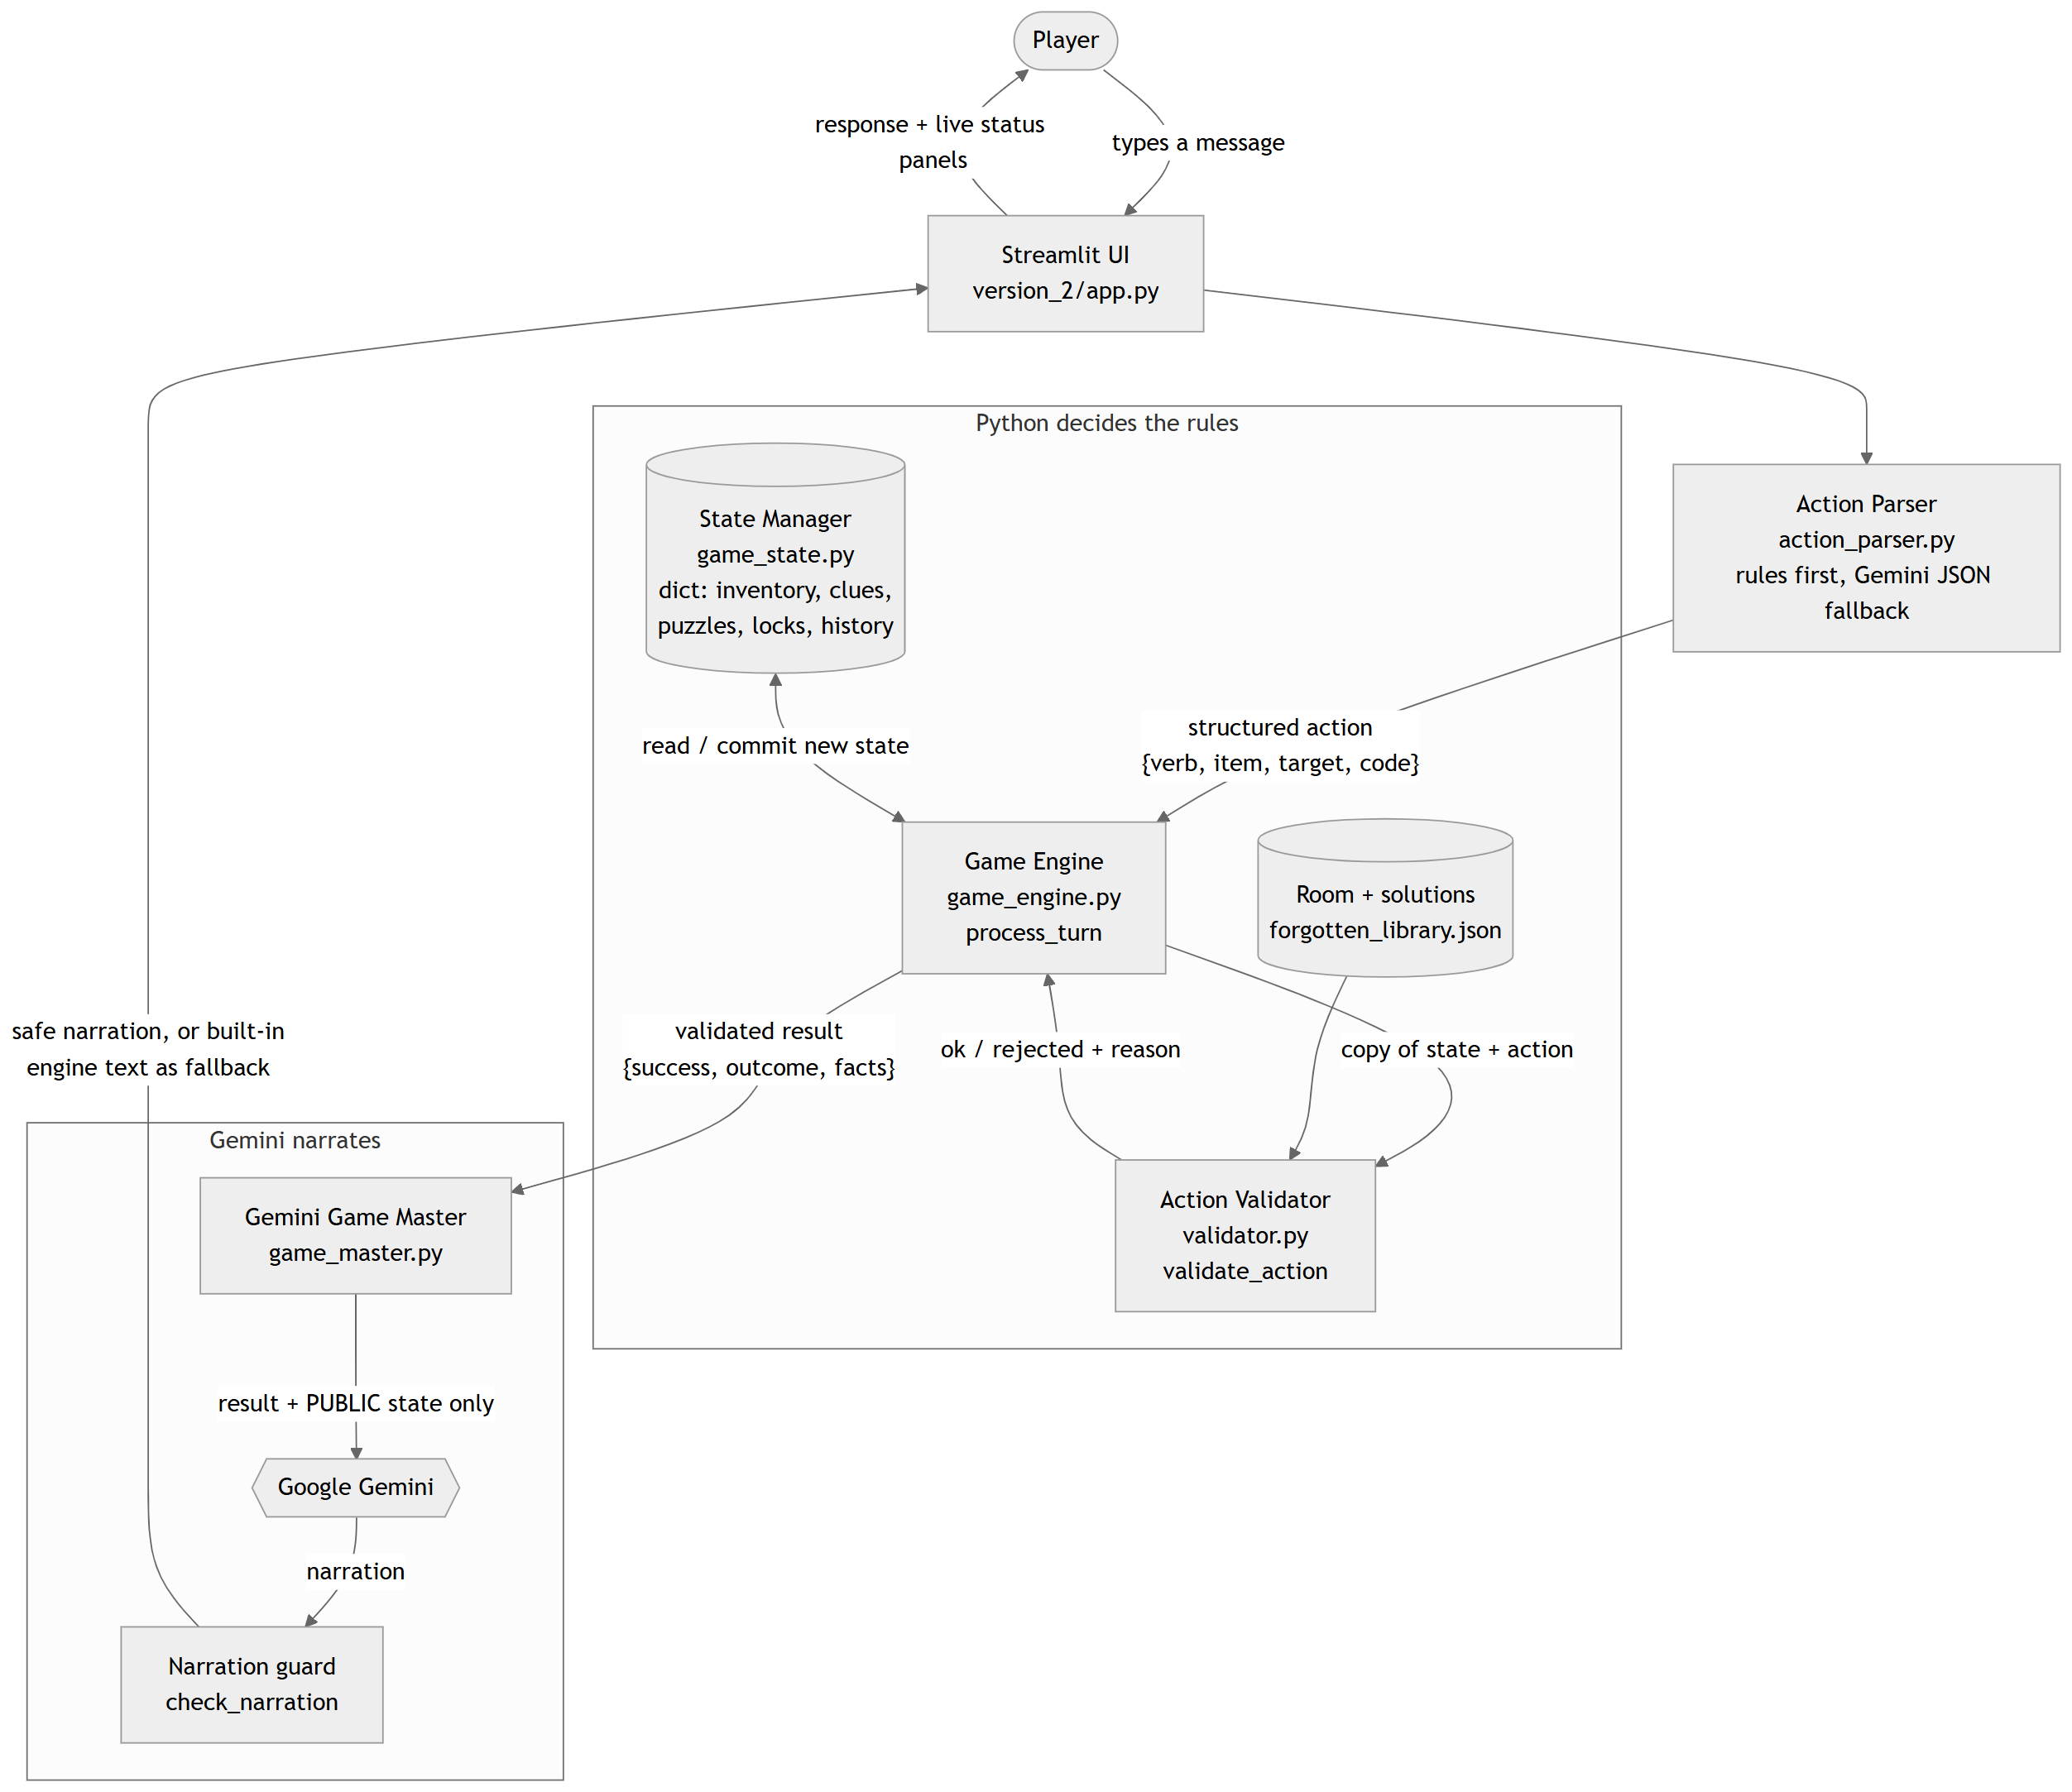 Player
response + live status
panels
types a message
Streamlit UI
version_2/app.py
Python decides the rules
State Manager
game_state.py
dict: inventory, clues,
puzzles, locks, history
Action Parser
action_parser.py
rules first, Gemini JSON
fallback
read / commit new state
structured action
{verb, item, target, code}
Game Engine
game_engine.py
process_turn
Room + solutions
forgotten_library.json
safe narration, or built-in
engine text as fallback
validated result
{success, outcome, facts}
ok / rejected + reason
copy of state + action
Gemini narrates
Gemini Game Master
game_master.py
Action Validator
validator.py
validate_action
result + PUBLIC state only
Google Gemini
narration
Narration guard
check_narration